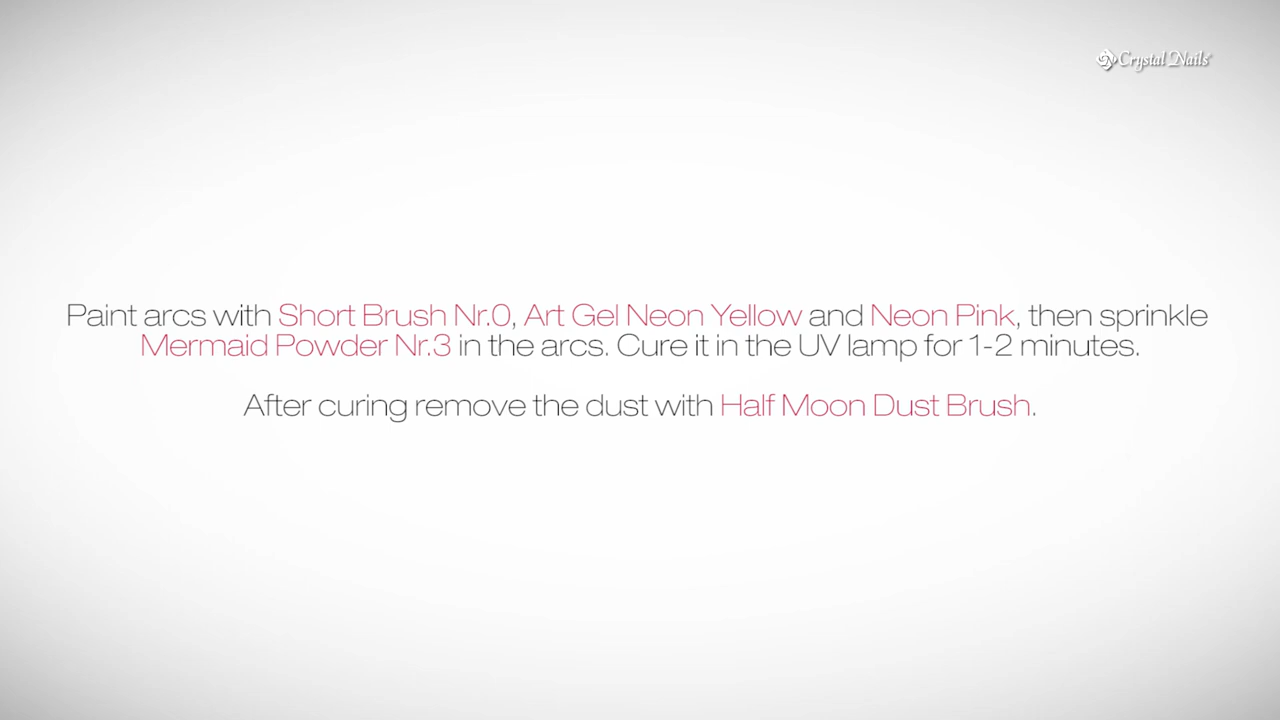 Crystal Nails
Paint arcs with Short Brush Nr.0, Art Gel Neon Yellow and Neon Pink, then sprinkle
Mermaid Powder Nr.3 in the arcs. Cure it in the UV lamp for 1-2 minutes.
After curing remove the dust with Half Moon Dust Brush.